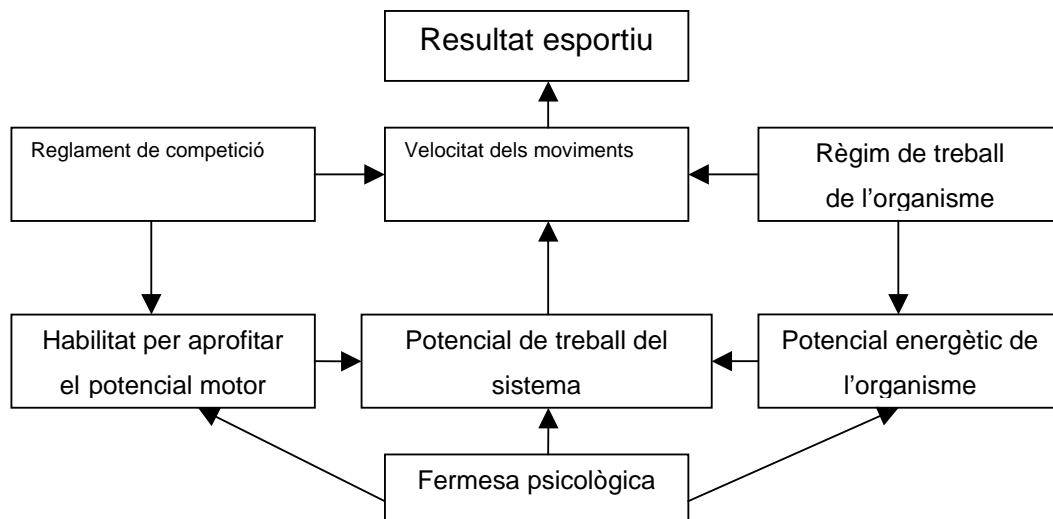 Resultat esportiu
Reglament de competició
Velocitat dels moviments
Règim de treball
de l’organisme
Habilitat per aprofitar
el potencial motor
Potencial de treball del
sistema
Potencial energètic de
l’organisme
Fermesa psicològica